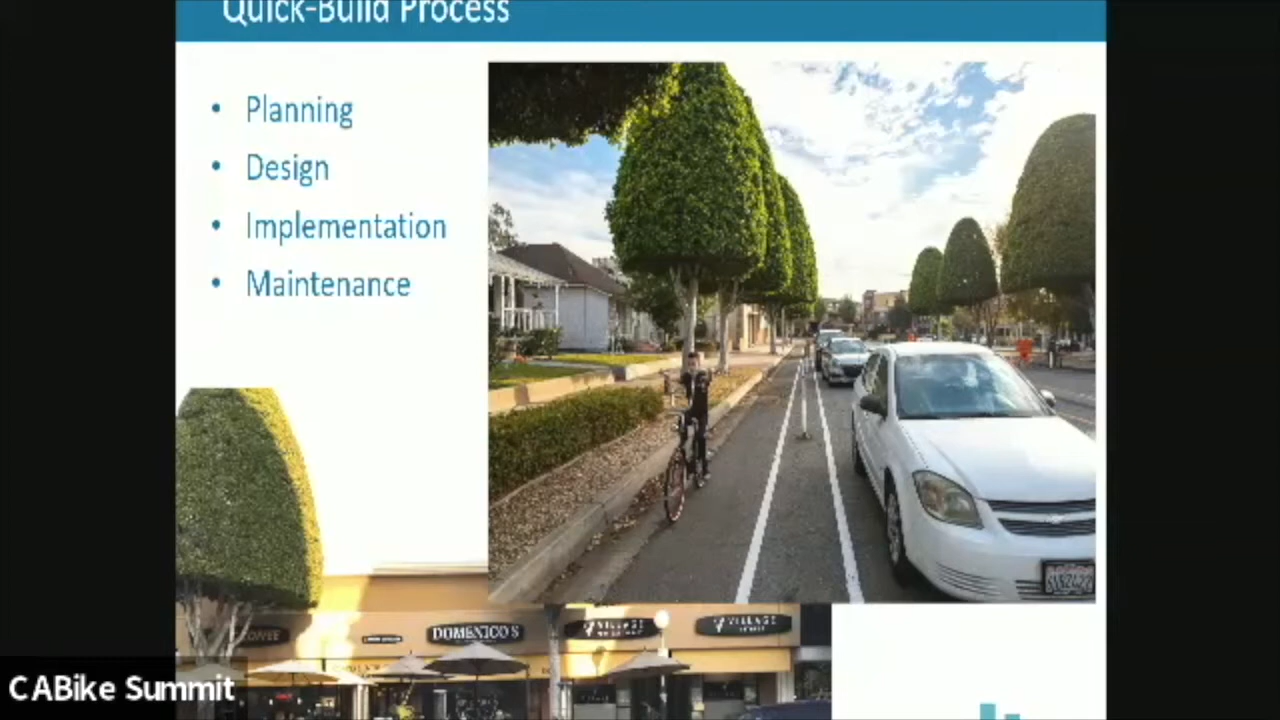 Quick-Build Process
• Planning
• Design
• Implementation
• Maintenance
DOMENICO'S
VILLAGE
VILLAGE
CABike Summit